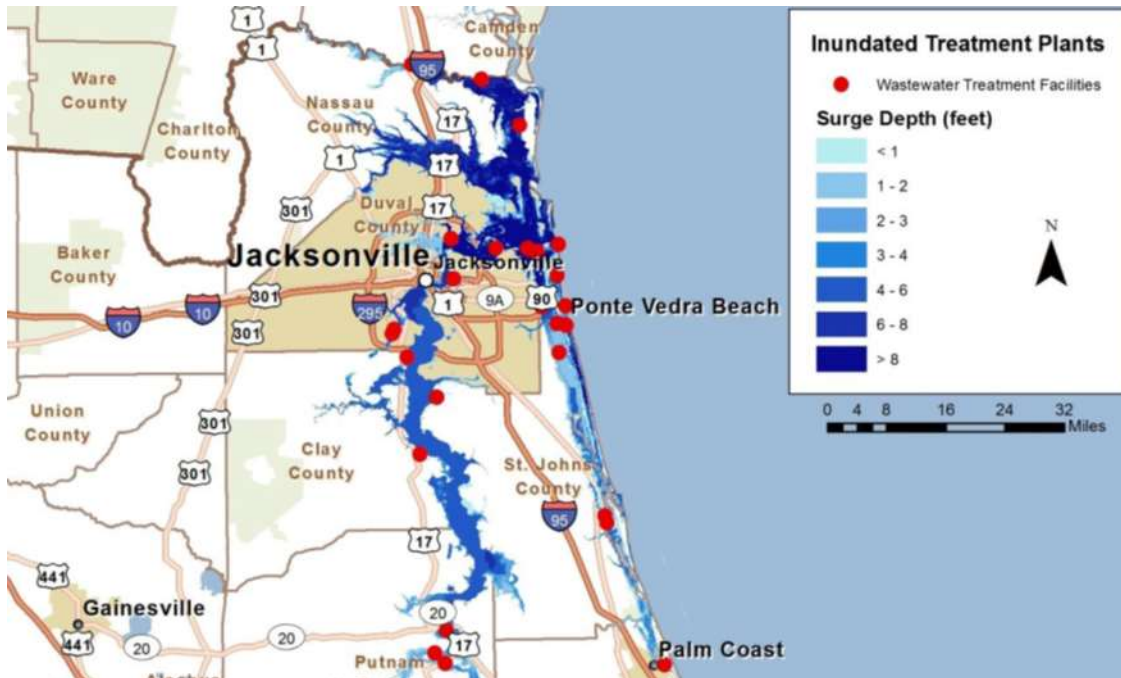 1
Camden
County
1
95
Ware
County
Nassau
County
17
Charlton
County
1
17
301
Duval
County
17
Baker
County
Jacksonville
Jacksonville
301
10
10
295
1
9A
90
Ponte Vedra Beach
301
Union
County
301
Clay
County
St. Johns
County
301
95
17
441
Gainesville
20
441
20
20
17
Putnam
Palm Coast
Inundated Treatment Plants
Wastewater Treatment Facilities
Surge Depth (feet)
< 1
1 - 2
2 - 3
3 - 4
4 - 6
6 - 8
> 8
N
0 4 8 16 24 32
Miles